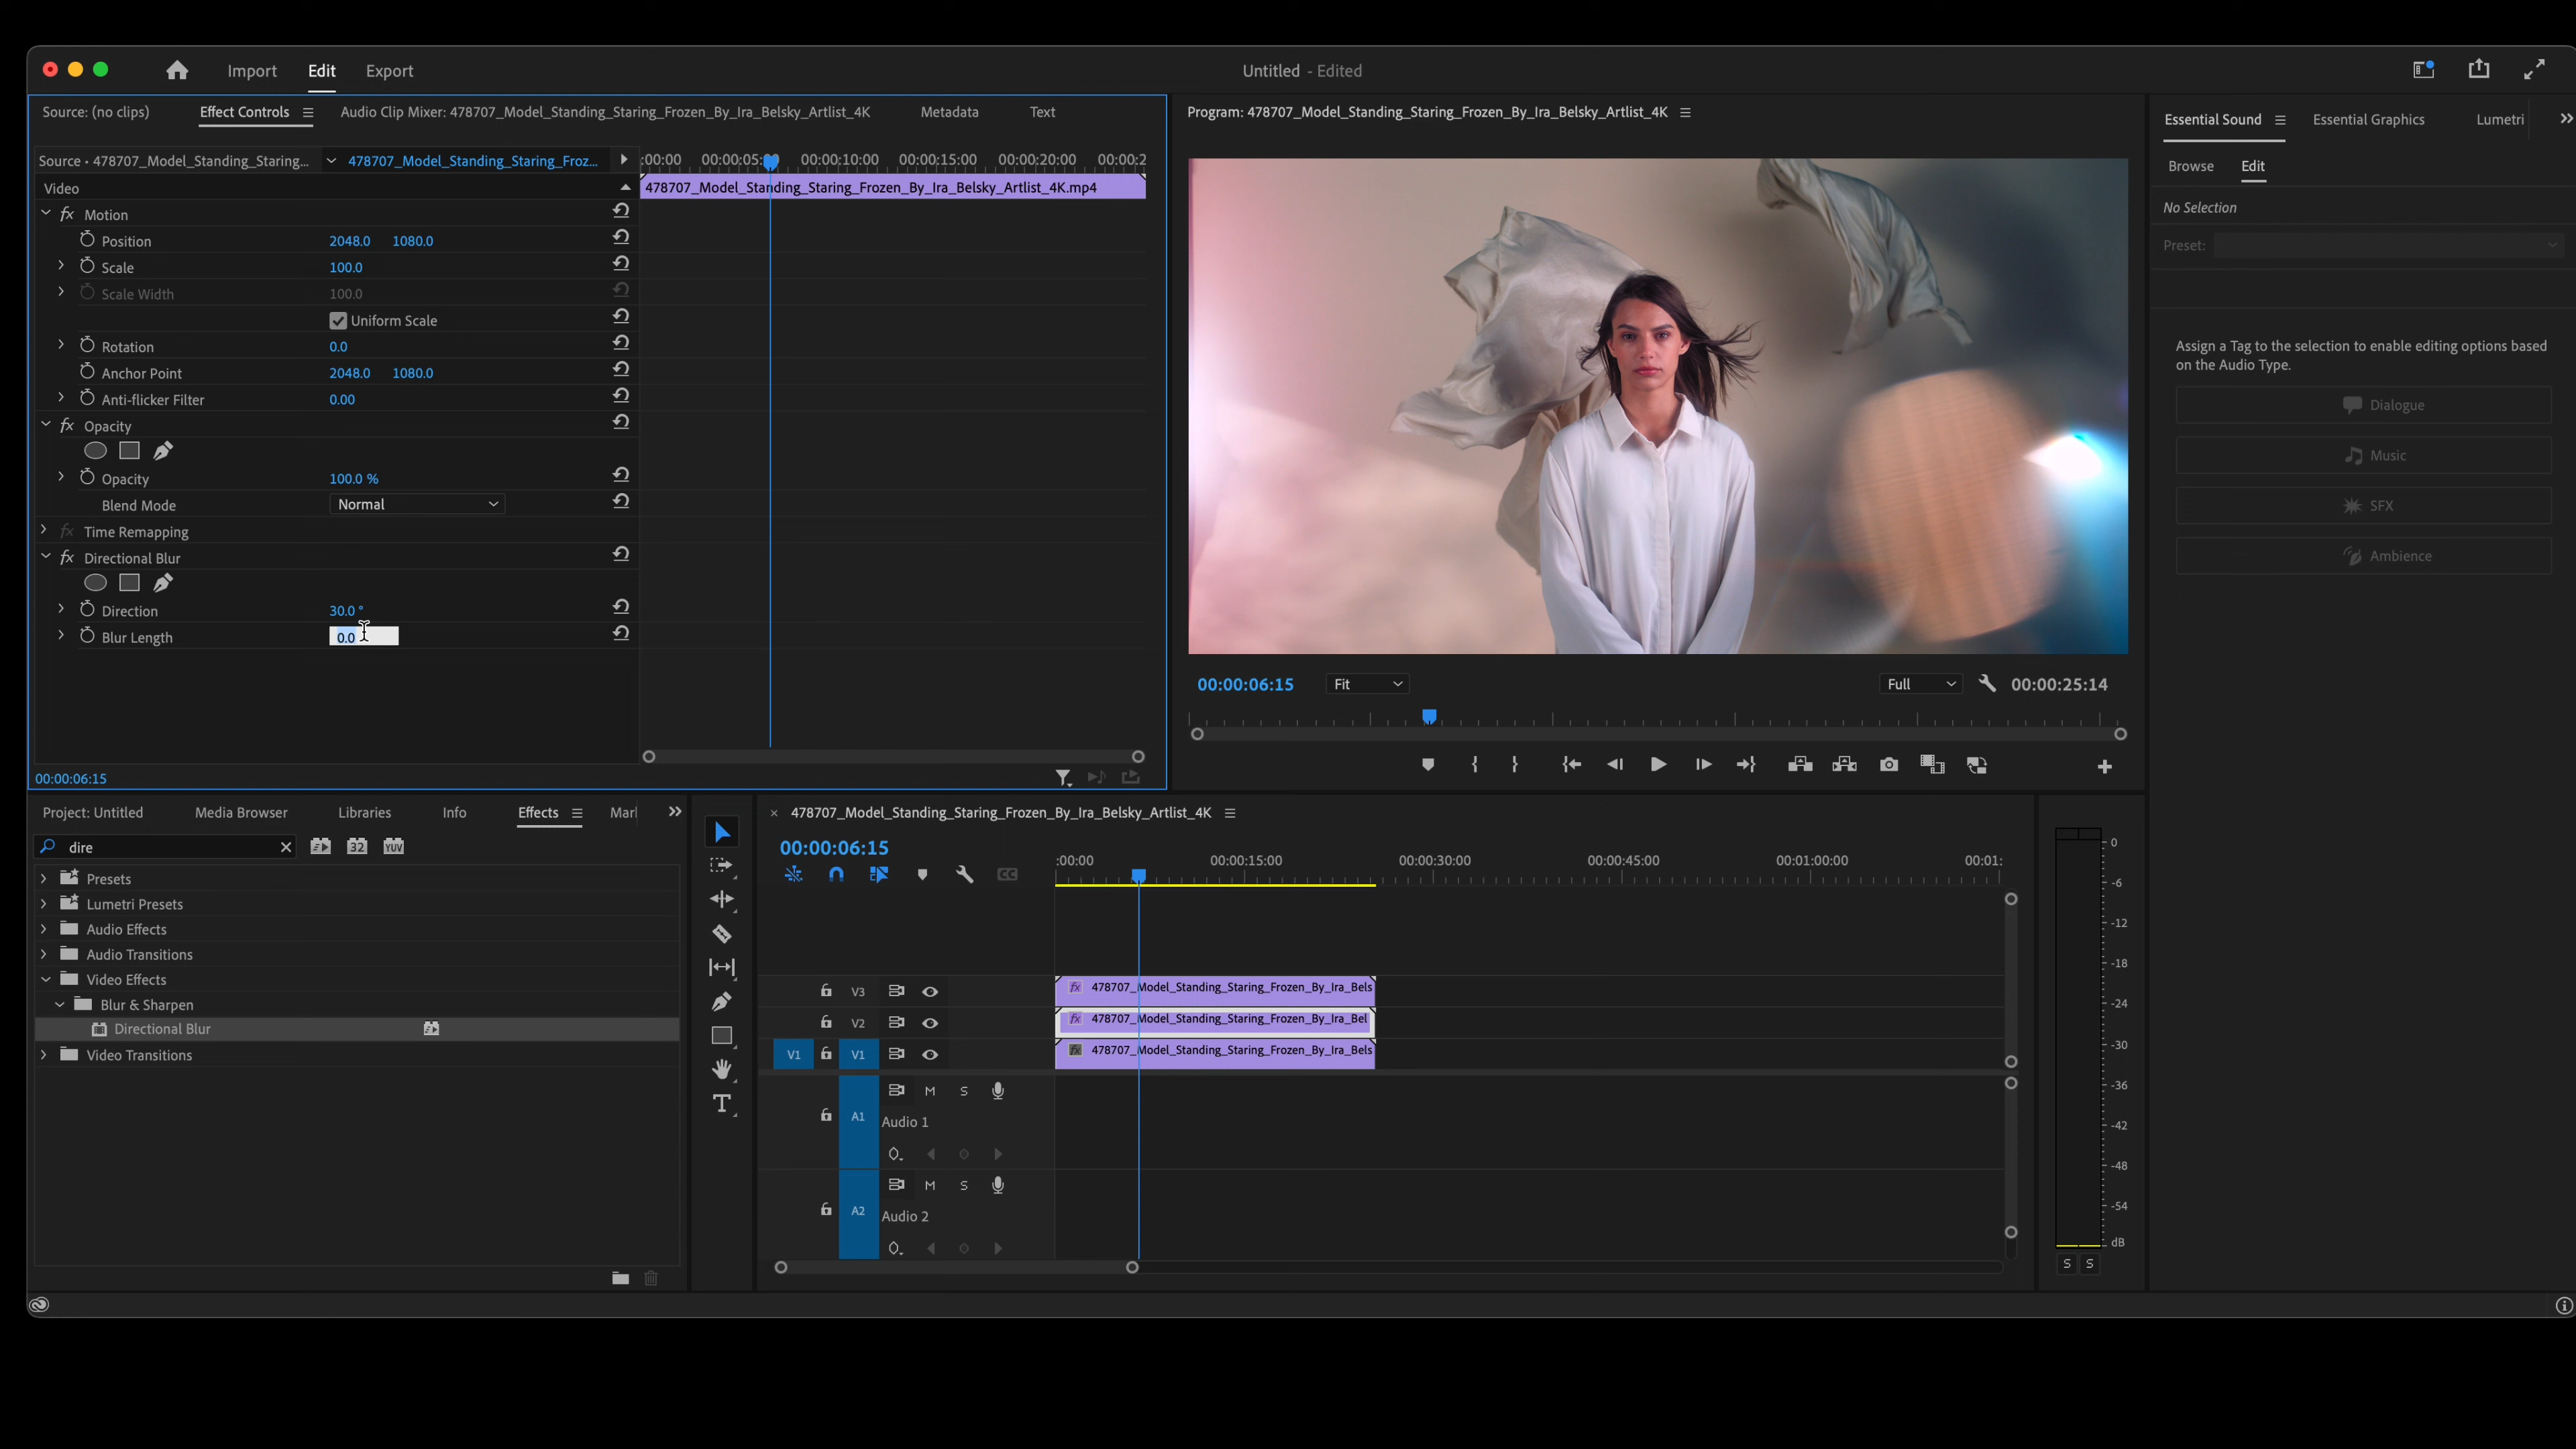 Import Edit Export
Untitled - Edited
Source: (no clips) Effect Controls Audio Clip Mixer: 478707_Model_Standing_Staring_Frozen_By_Ira_Belsky_Artlist_4K Metadata Text
Source • 478707_Model_Standing_Staring... 478707_Model_Standing_Staring_Froz...
:00:00 00:00:05:00 00:00:10:00 00:00:15:00 00:00:20:00 00:00:2
Video
478707_Model_Standing_Staring_Frozen_By_Ira_Belsky_Artlist_4K.mp4
fx Motion
Position 2048.0 1080.0
Scale 100.0
Scale Width 100.0
Uniform Scale
Rotation 0.0
Anchor Point 2048.0 1080.0
Anti-flicker Filter 0.00
fx Opacity
Opacity 100.0 %
Blend Mode Normal
fx Time Remapping
fx Directional Blur
Direction 30.0 °
Blur Length 0.0
00:00:06:15
Program: 478707_Model_Standing_Staring_Frozen_By_Ira_Belsky_Artlist_4K
00:00:06:15 Fit Full 00:00:25:14
Essential Sound Essential Graphics Lumetri
Browse Edit
No Selection
Preset:
Assign a Tag to the selection to enable editing options based
on the Audio Type.
Dialogue
Music
SFX
Ambience
Project: Untitled Media Browser Libraries Info Effects Mar
dire 32 YUV
Presets
Lumetri Presets
Audio Effects
Audio Transitions
Video Effects
Blur & Sharpen
Directional Blur
Video Transitions
× 478707_Model_Standing_Staring_Frozen_By_Ira_Belsky_Artlist_4K
00:00:06:15
CC
:00:00 00:00:15:00 00:00:30:00 00:00:45:00 00:01:00:00 00:01:
V3 fx 478707_Model_Standing_Staring_Frozen_By_Ira_Bels
V2 fx 478707_Model_Standing_Staring_Frozen_By_Ira_Bel
V1 V1 fx 478707_Model_Standing_Staring_Frozen_By_Ira_Bels
A1 M S
Audio 1
A2 M S
Audio 2
0
-6
-12
-18
-24
-30
-36
-42
-48
-54
dB
S S